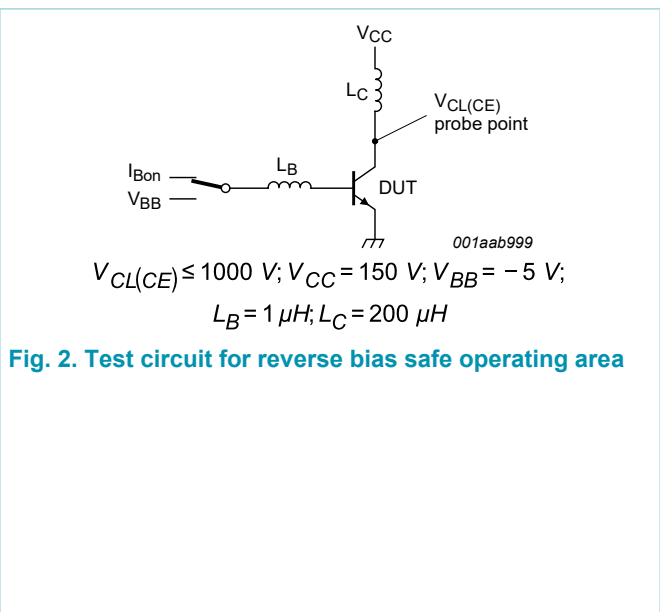 VCC
LC
VCL(CE)
probe point
IBon
LB
VBB
DUT
001aab999
VCL(CE) ≤ 1000 V; VCC = 150 V; VBB = − 5 V;
LB = 1 μH; LC = 200 μH
Fig. 2. Test circuit for reverse bias safe operating area